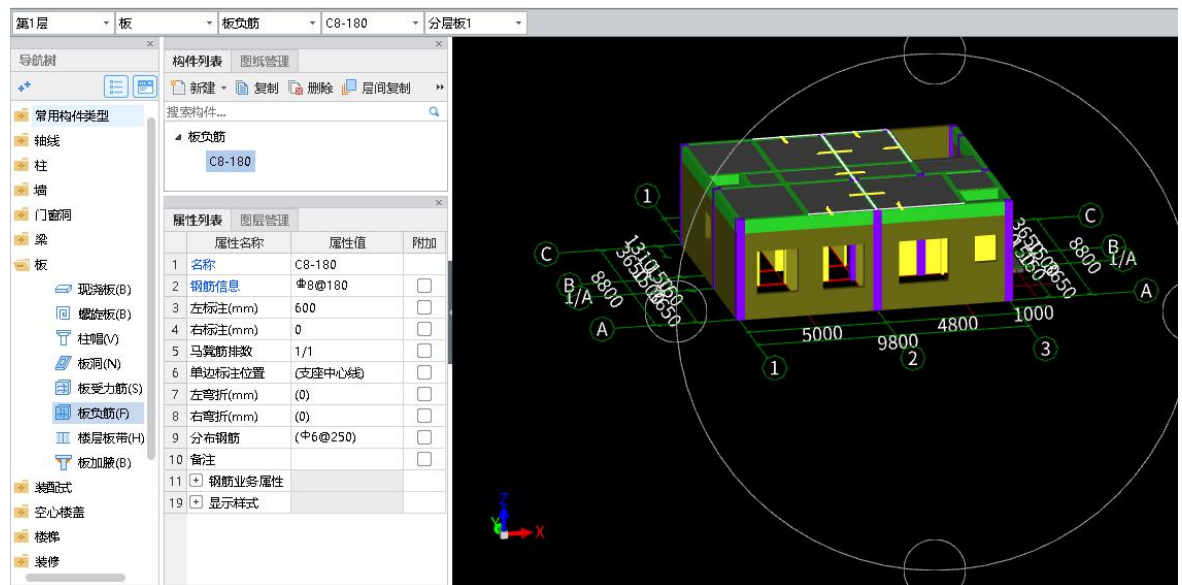 第1层 板 板负筋 C8-180 分层板1
导航树
常用构件类型
轴线
柱
墙
门窗洞
梁
板
现浇板(B)
螺旋板(B)
柱帽(V)
板洞(N)
板受力筋(S)
板负筋(F)
楼层板带(H)
板加腋(B)
装配式
空心楼盖
楼梯
装修
构件列表 图纸管理
新建 复制 删除 层间复制 »
搜索构件...
板负筋
C8-180
属性列表 图层管理
属性名称 属性值 附加
1 名称 C8-180
2 钢筋信息 ⏀8@180
3 左标注(mm) 600
4 右标注(mm) 0
5 马凳筋排数 1/1
6 单边标注位置 (支座中心线)
7 左弯折(mm) (0)
8 右弯折(mm) (0)
9 分布钢筋 (Φ6@250)
10 备注
11 + 钢筋业务属性
19 + 显示样式
1
C
B
1/A
A
8800
C
B
1/A
A
8800
5000
9800
4800
1000
1
2
3
Z
Y
X